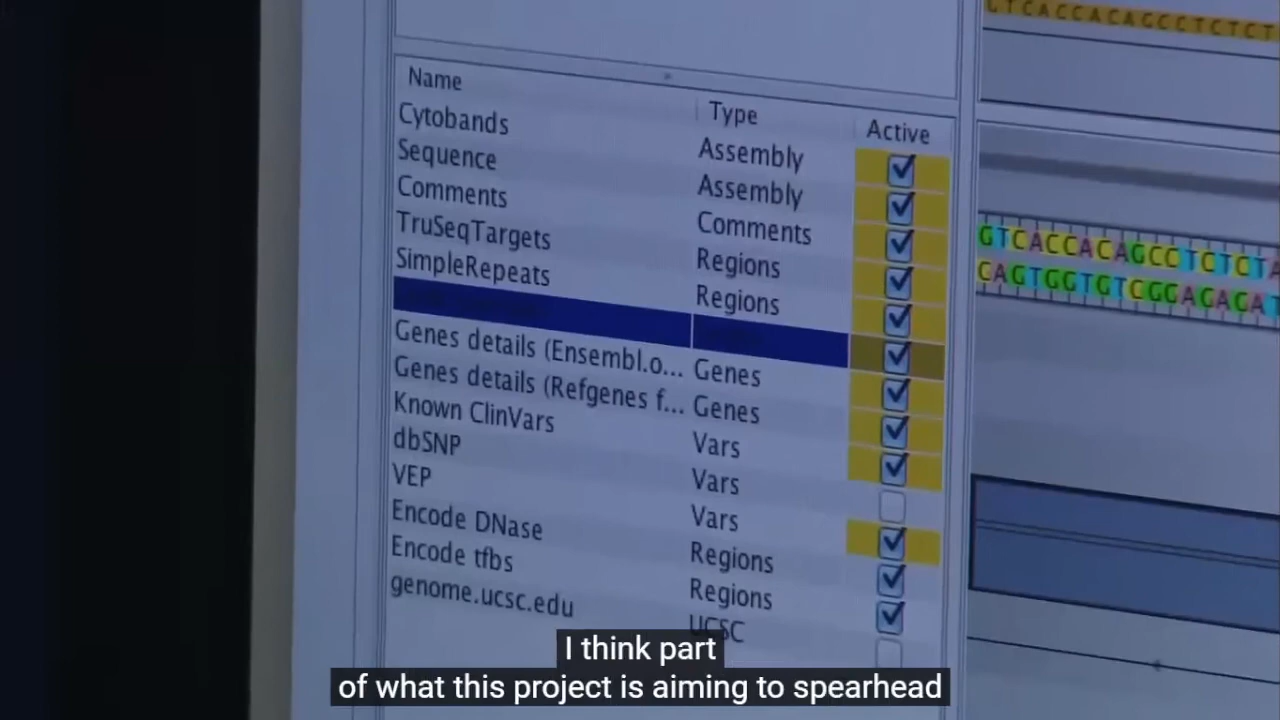 GTCACCACAGCCTCTCT
Name Type Active
Cytobands Assembly
Sequence Assembly
Comments Comments
TruSeqTargets Regions
SimpleRepeats Regions
Genes details (Ensembl.o... Genes
Genes details (Refgenes f... Genes
Known ClinVars Vars
dbSNP Vars
VEP Vars
Encode DNase Regions
Encode tfbs Regions
genome.ucsc.edu UCSC
GTCACCACAGCCTCTCTA
CAGTGGTGTCGGAGAGAT
I think part
of what this project is aiming to spearhead